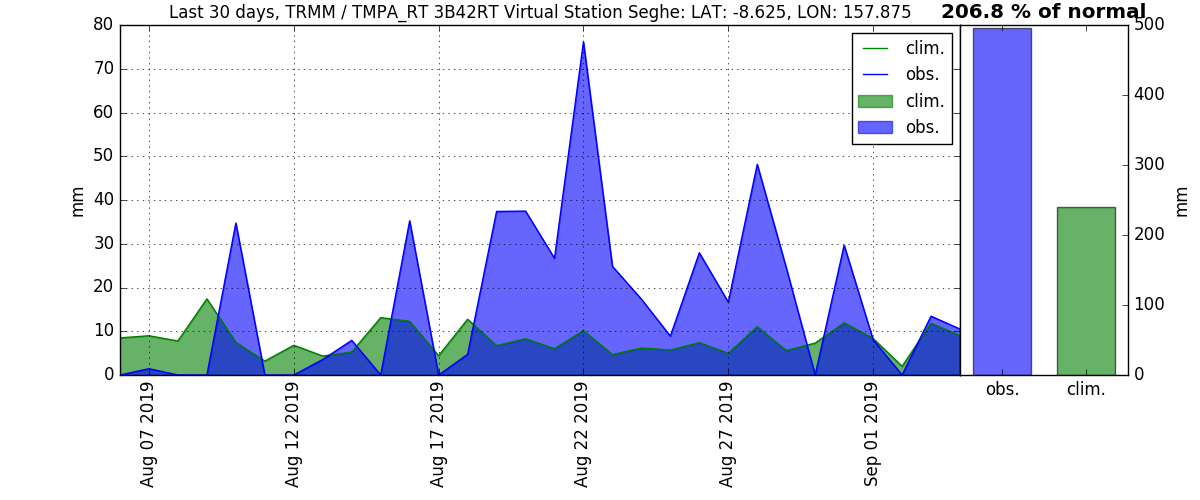 Last 30 days, TRMM / TMPA_RT 3B42RT Virtual Station Seghe: LAT: -8.625, LON: 157.875
206.8 % of normal
80
70
60
50
40
30
20
10
0
mm
clim.
obs.
clim.
obs.
Aug 07 2019
Aug 12 2019
Aug 17 2019
Aug 22 2019
Aug 27 2019
Sep 01 2019
500
400
300
200
100
0
mm
obs.
clim.